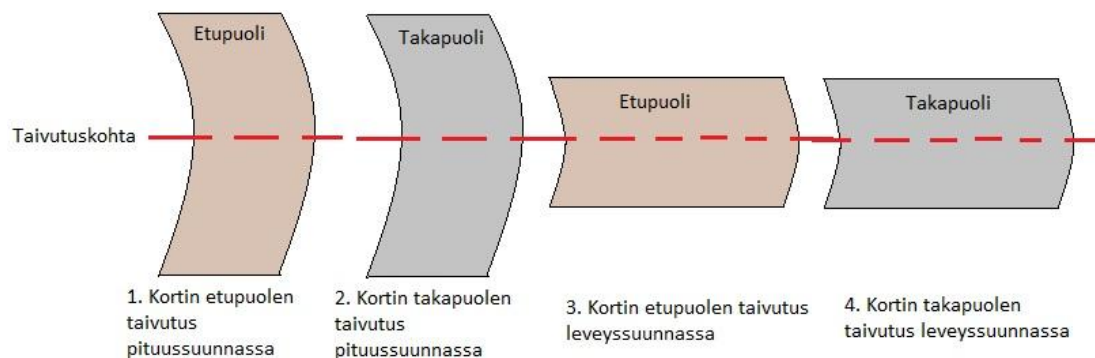 Etupuoli
Takapuoli
Etupuoli
Takapuoli
Taivutuskohta
1. Kortin etupuolen
taivutus
pituussuunnassa
2. Kortin takapuolen
taivutus
pituussuunnassa
3. Kortin etupuolen taivutus
leveyssuunnassa
4. Kortin takapuolen
taivutus leveyssuunnassa